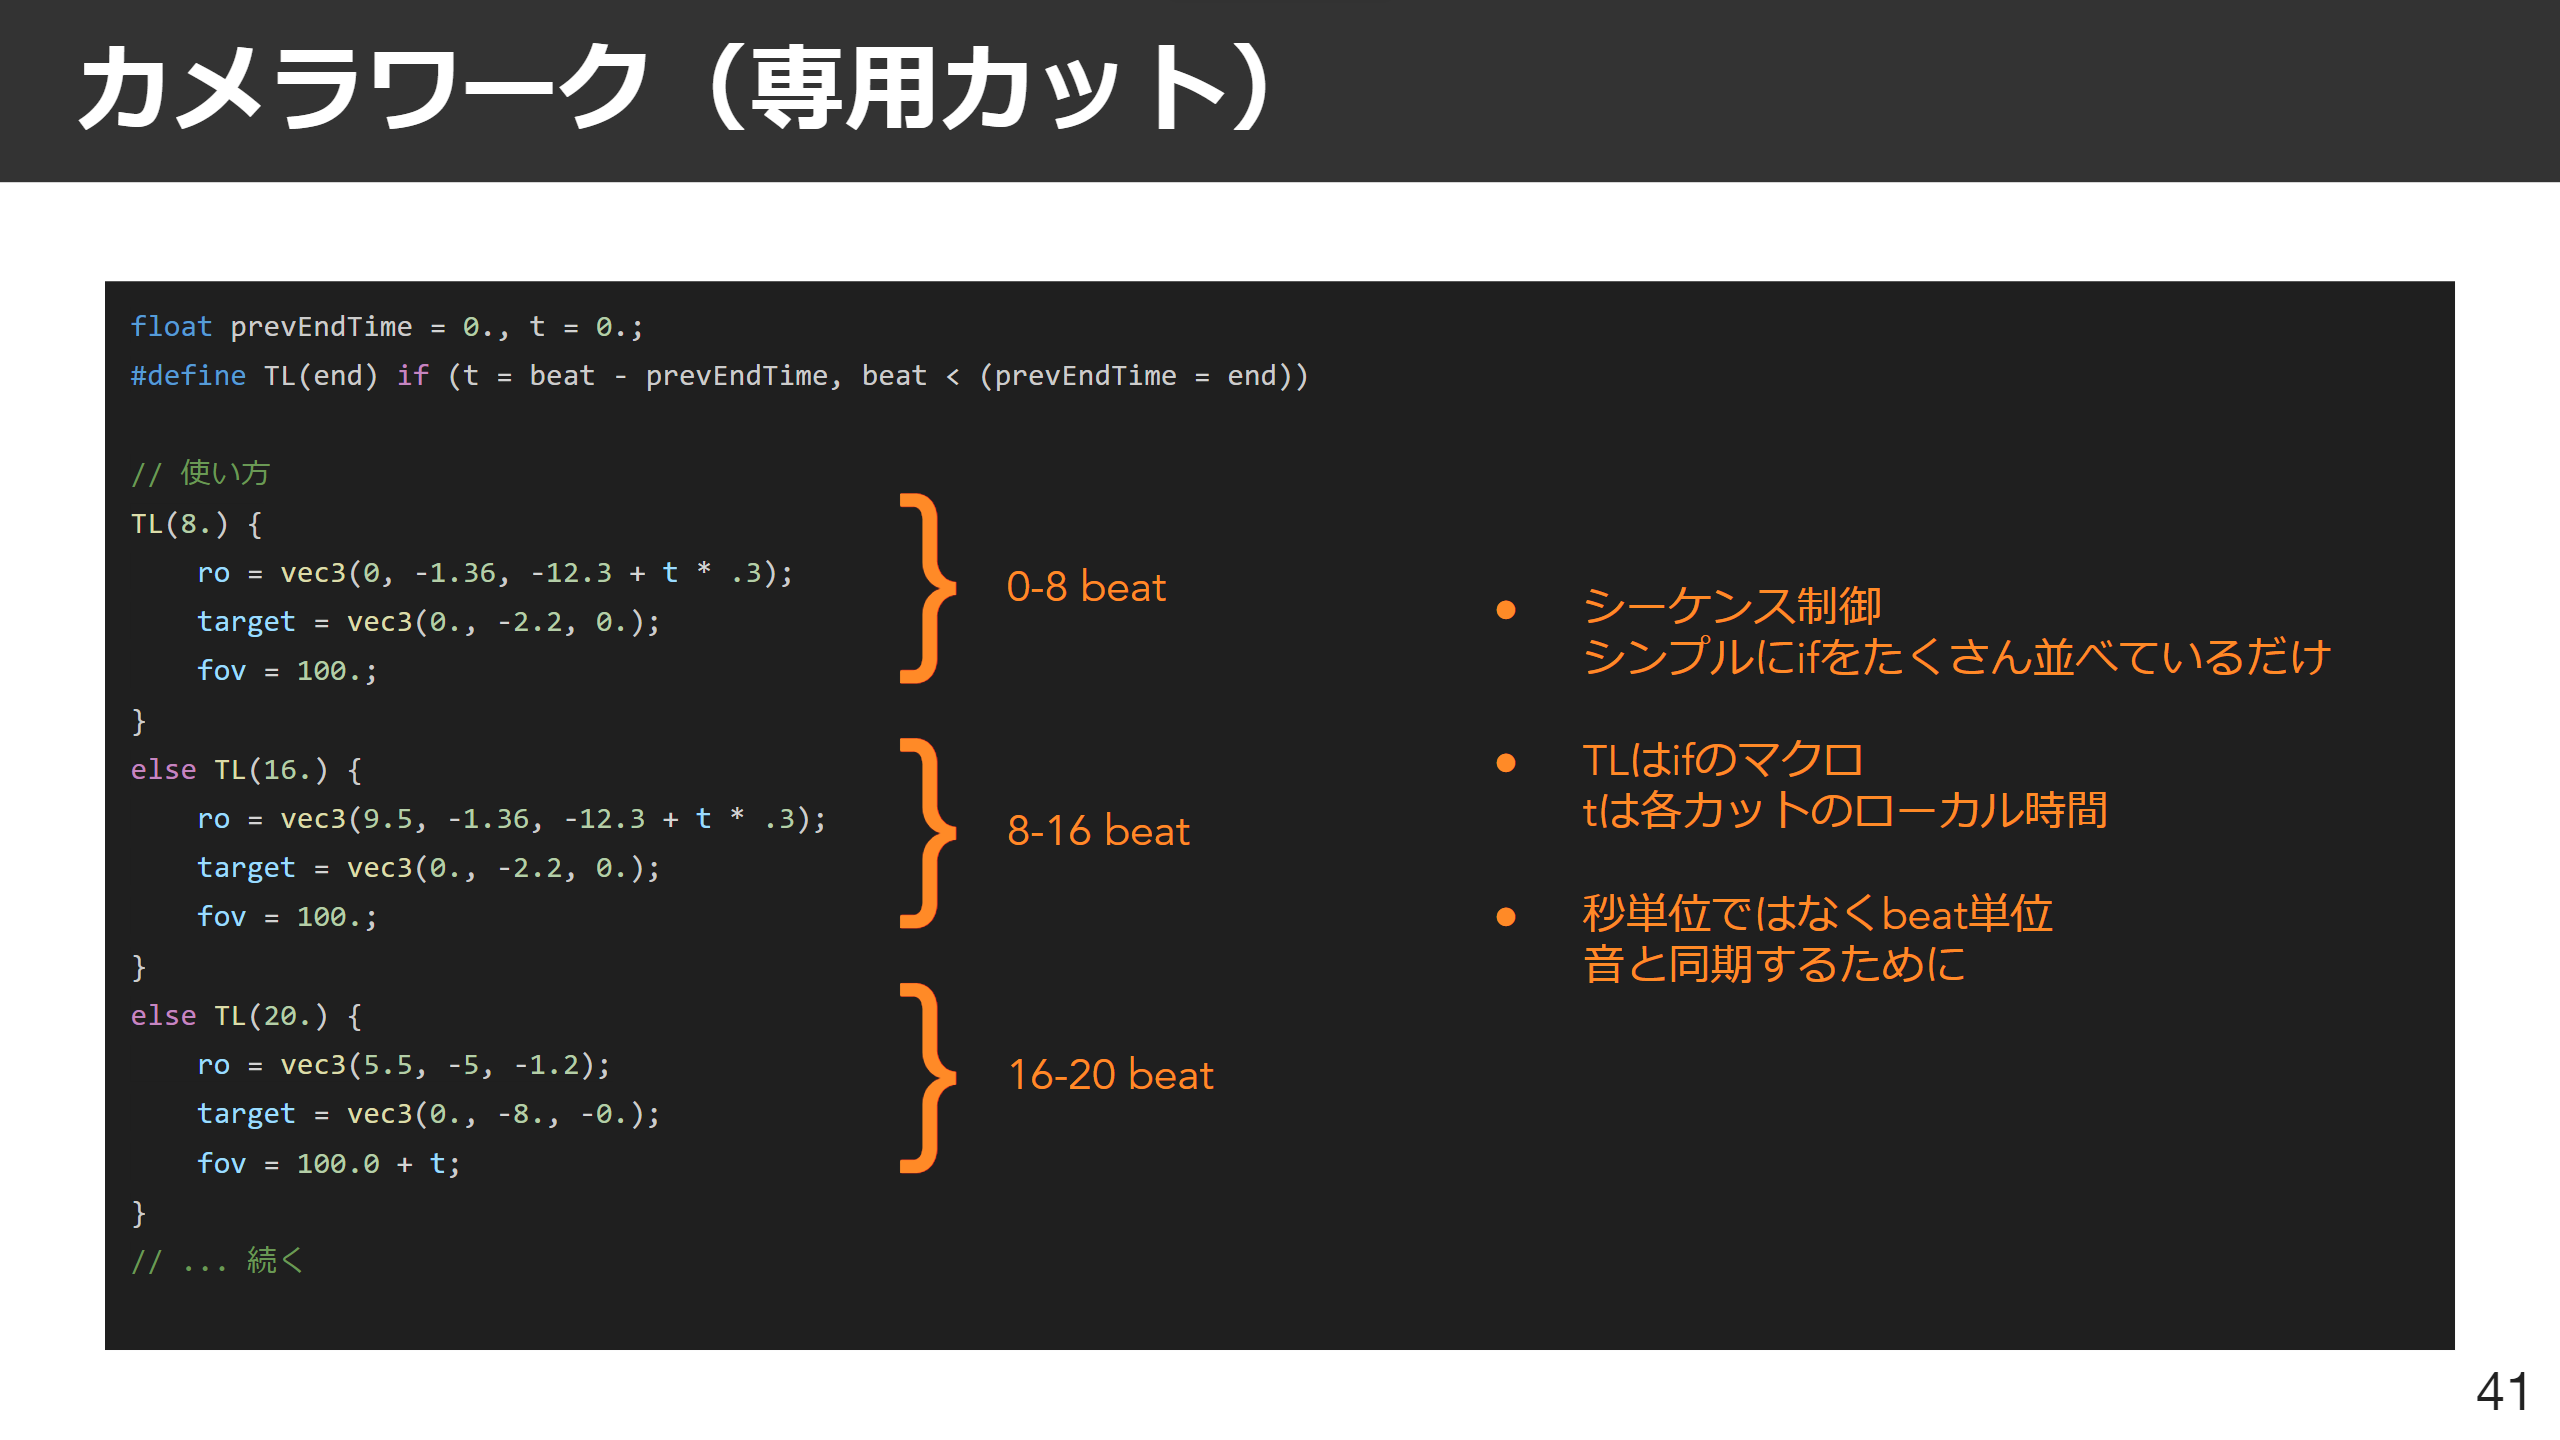 カメラワーク（専用カット）
float prevEndTime = 0., t = 0.;
#define TL(end) if (t = beat - prevEndTime, beat < (prevEndTime = end))
// 使い方
TL(8.) {
    ro = vec3(0, -1.36, -12.3 + t * .3);
    target = vec3(0., -2.2, 0.);
    fov = 100.;
}
else TL(16.) {
    ro = vec3(9.5, -1.36, -12.3 + t * .3);
    target = vec3(0., -2.2, 0.);
    fov = 100.;
}
else TL(20.) {
    ro = vec3(5.5, -5, -1.2);
    target = vec3(0., -8., -0.);
    fov = 100.0 + t;
}
// ... 続く
} 0-8 beat
} 8-16 beat
} 16-20 beat
● シーケンス制御
シンプルにifをたくさん並べているだけ
● TLはifのマクロ
tは各カットのローカル時間
● 秒単位ではなくbeat単位
音と同期するために
41